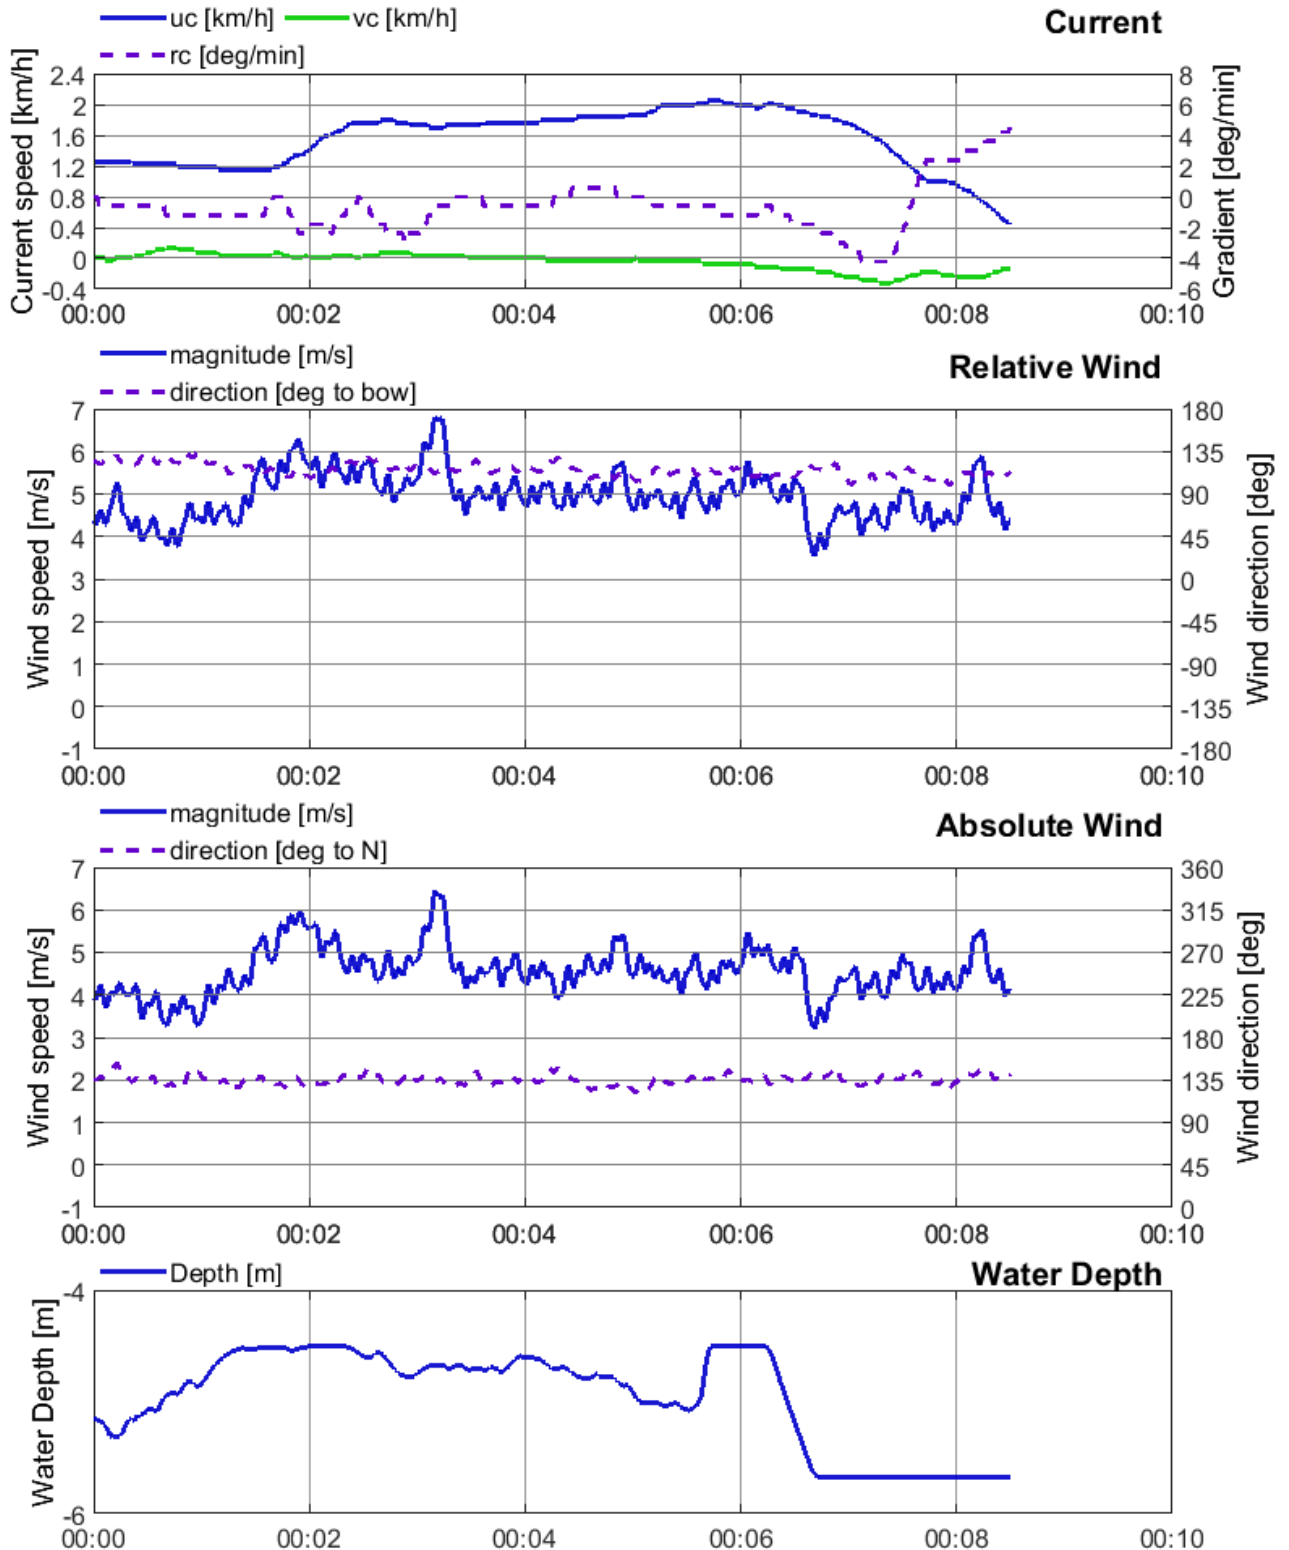 uc [km/h] vc [km/h] Current
rc [deg/min]
Current speed [km/h]
2.4 8
2 6
1.6 4
1.2 2
0.8 0
0.4 -2
0 -4
-0.4 -6
Gradient [deg/min]
00:00 00:02 00:04 00:06 00:08 00:10
magnitude [m/s] Relative Wind
direction [deg to bow]
Wind speed [m/s]
7 180
6 135
5 90
4 45
3 0
2 -45
1 -90
0 -135
-1 -180
Wind direction [deg]
00:00 00:02 00:04 00:06 00:08 00:10
magnitude [m/s] Absolute Wind
direction [deg to N]
Wind speed [m/s]
7 360
6 315
5 270
4 225
3 180
2 135
1 90
0 45
-1 0
Wind direction [deg]
00:00 00:02 00:04 00:06 00:08 00:10
Depth [m] Water Depth
Water Depth [m]
-4
-6
00:00 00:02 00:04 00:06 00:08 00:10